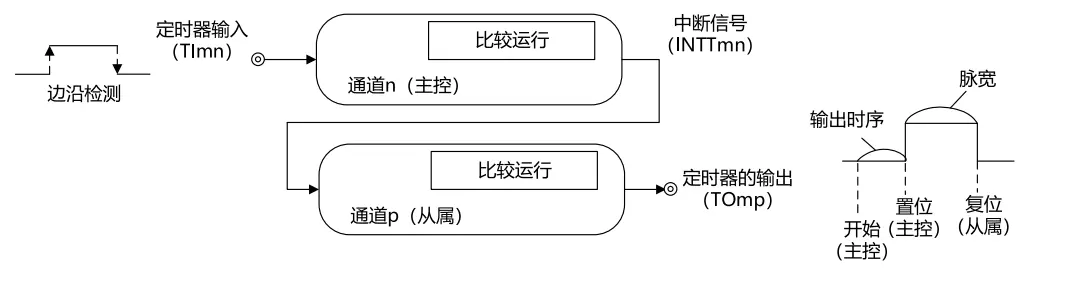 边沿检测
定时器输入
(TImn)
比较运行
通道n（主控）
中断信号
(INTTmn)
比较运行
通道p（从属）
定时器的输出
(TOmp)
脉宽
输出时序
开始
(主控)
置位
(主控)
复位
(从属)